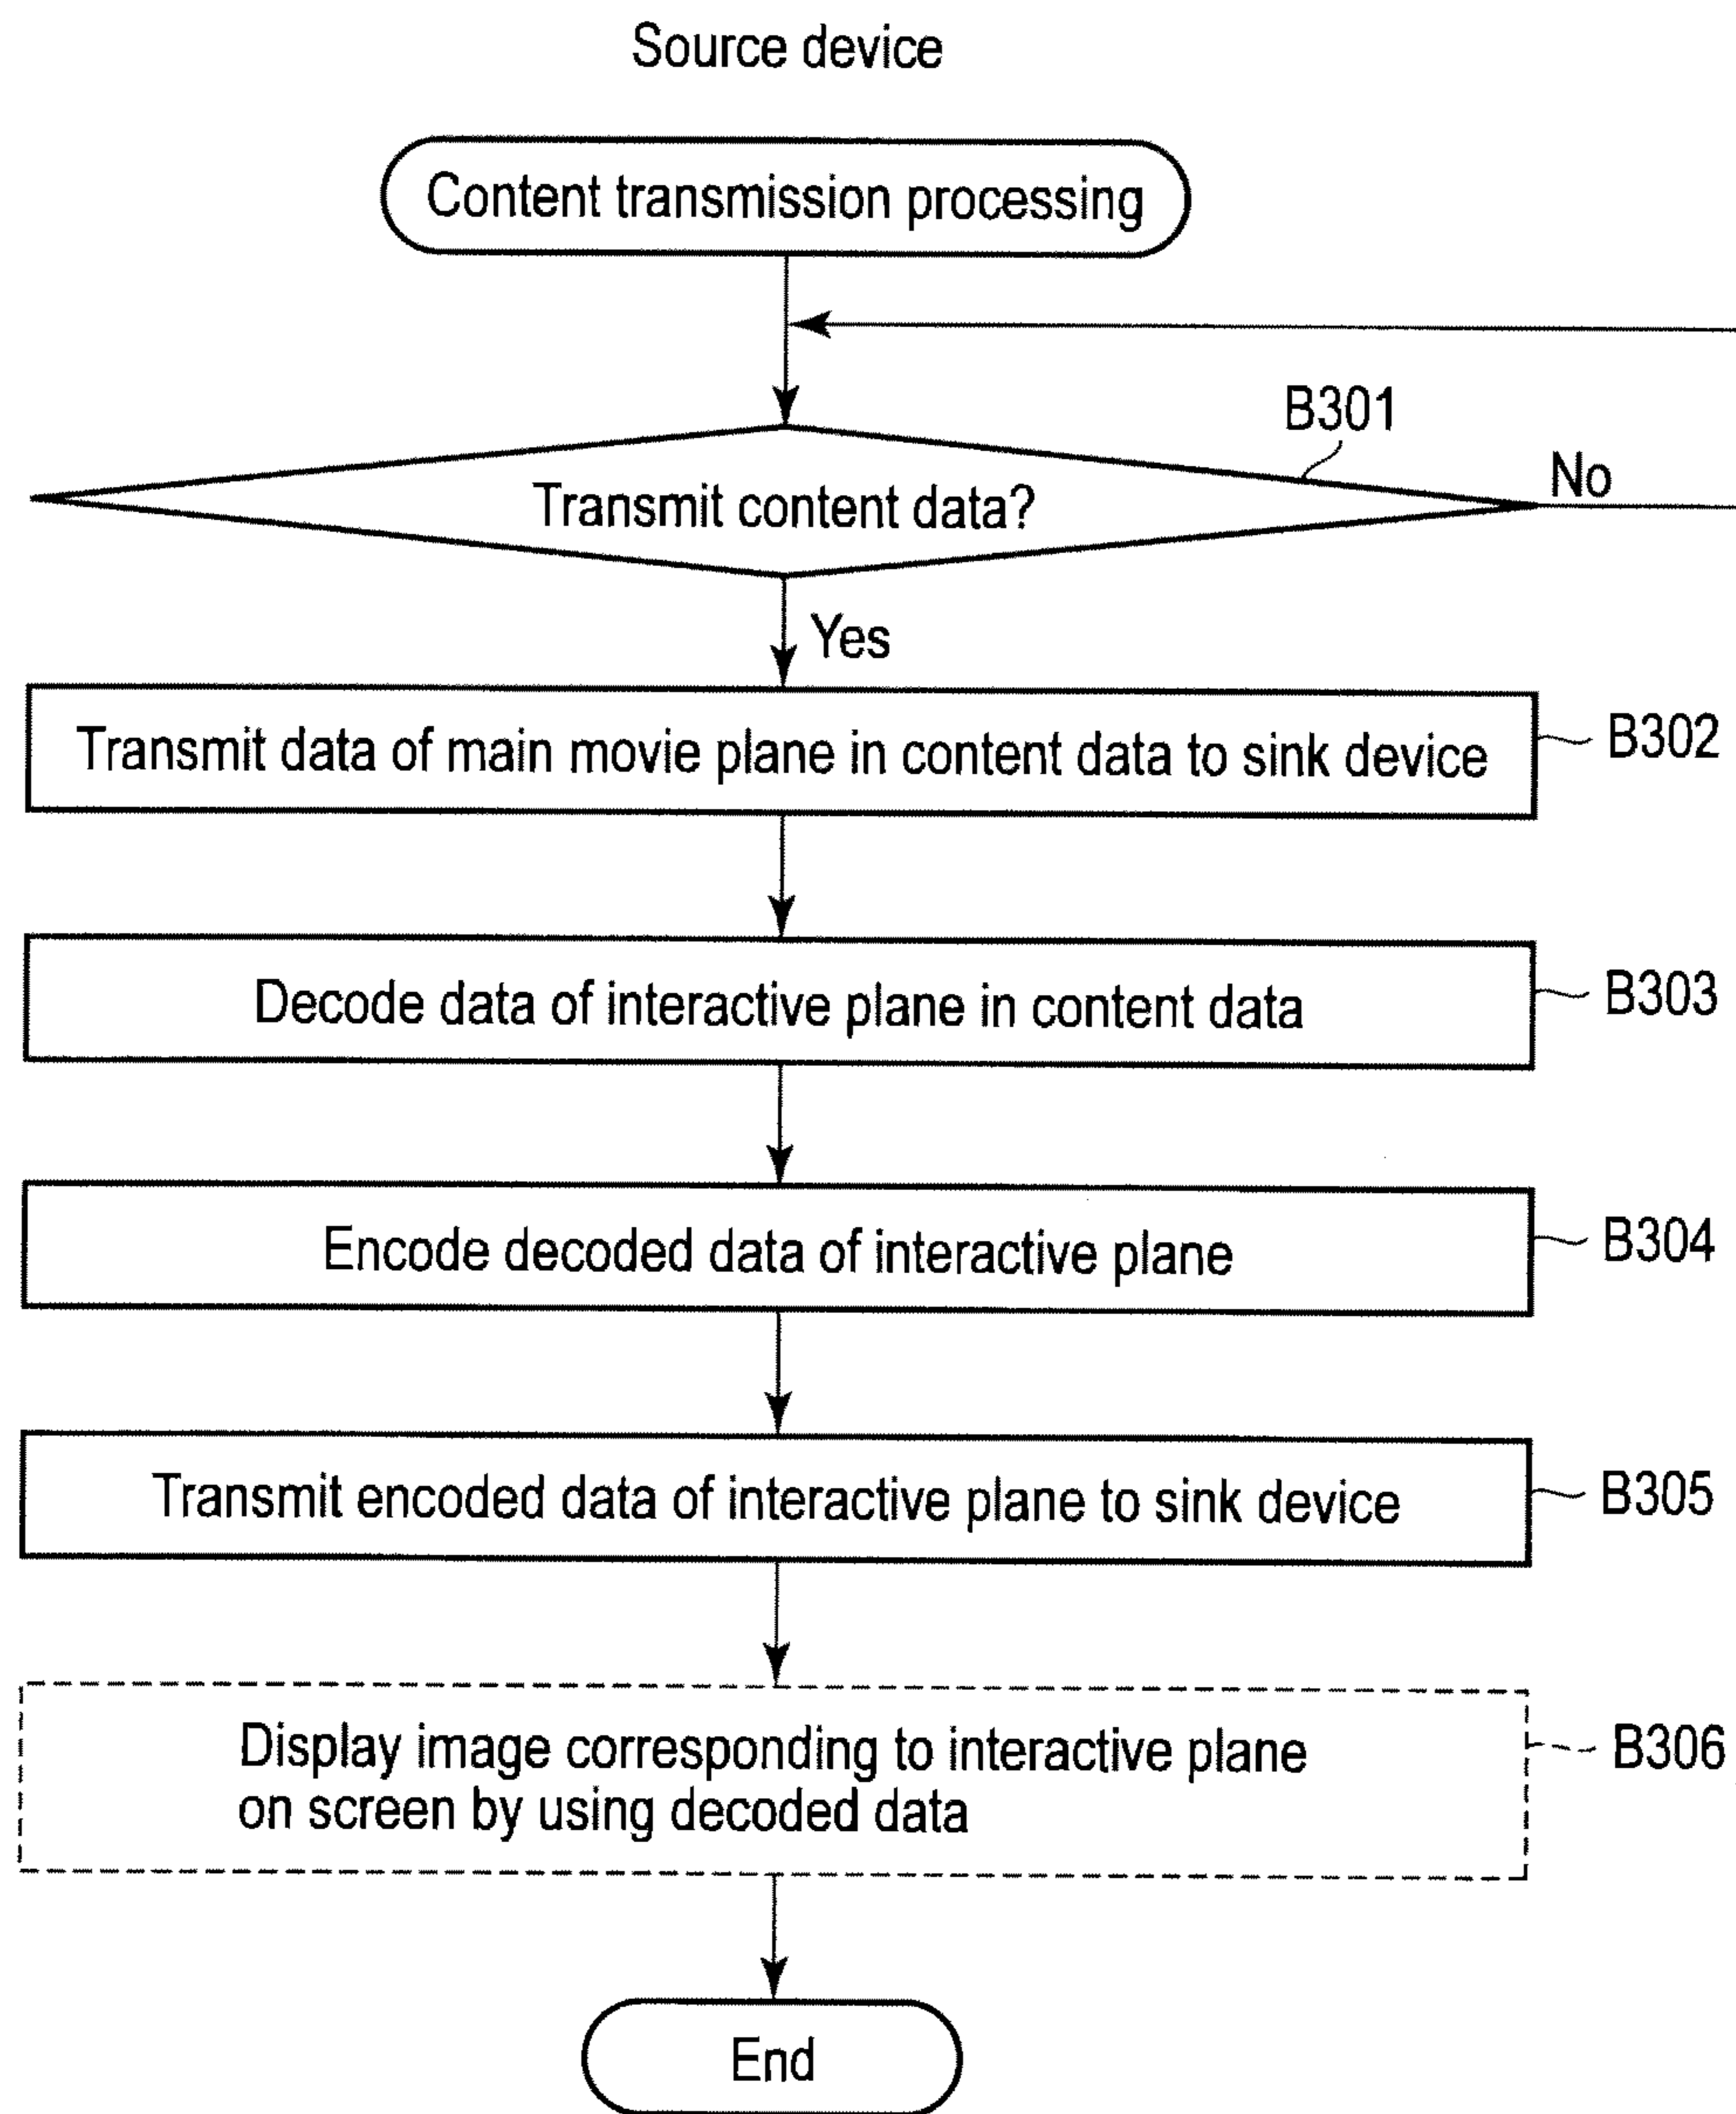 Source device
Content transmission processing
B301
Transmit content data?
No
Yes
Transmit data of main movie plane in content data to sink device
B302
Decode data of interactive plane in content data
B303
Encode decoded data of interactive plane
B304
Transmit encoded data of interactive plane to sink device
B305
Display image corresponding to interactive plane
on screen by using decoded data
B306
End